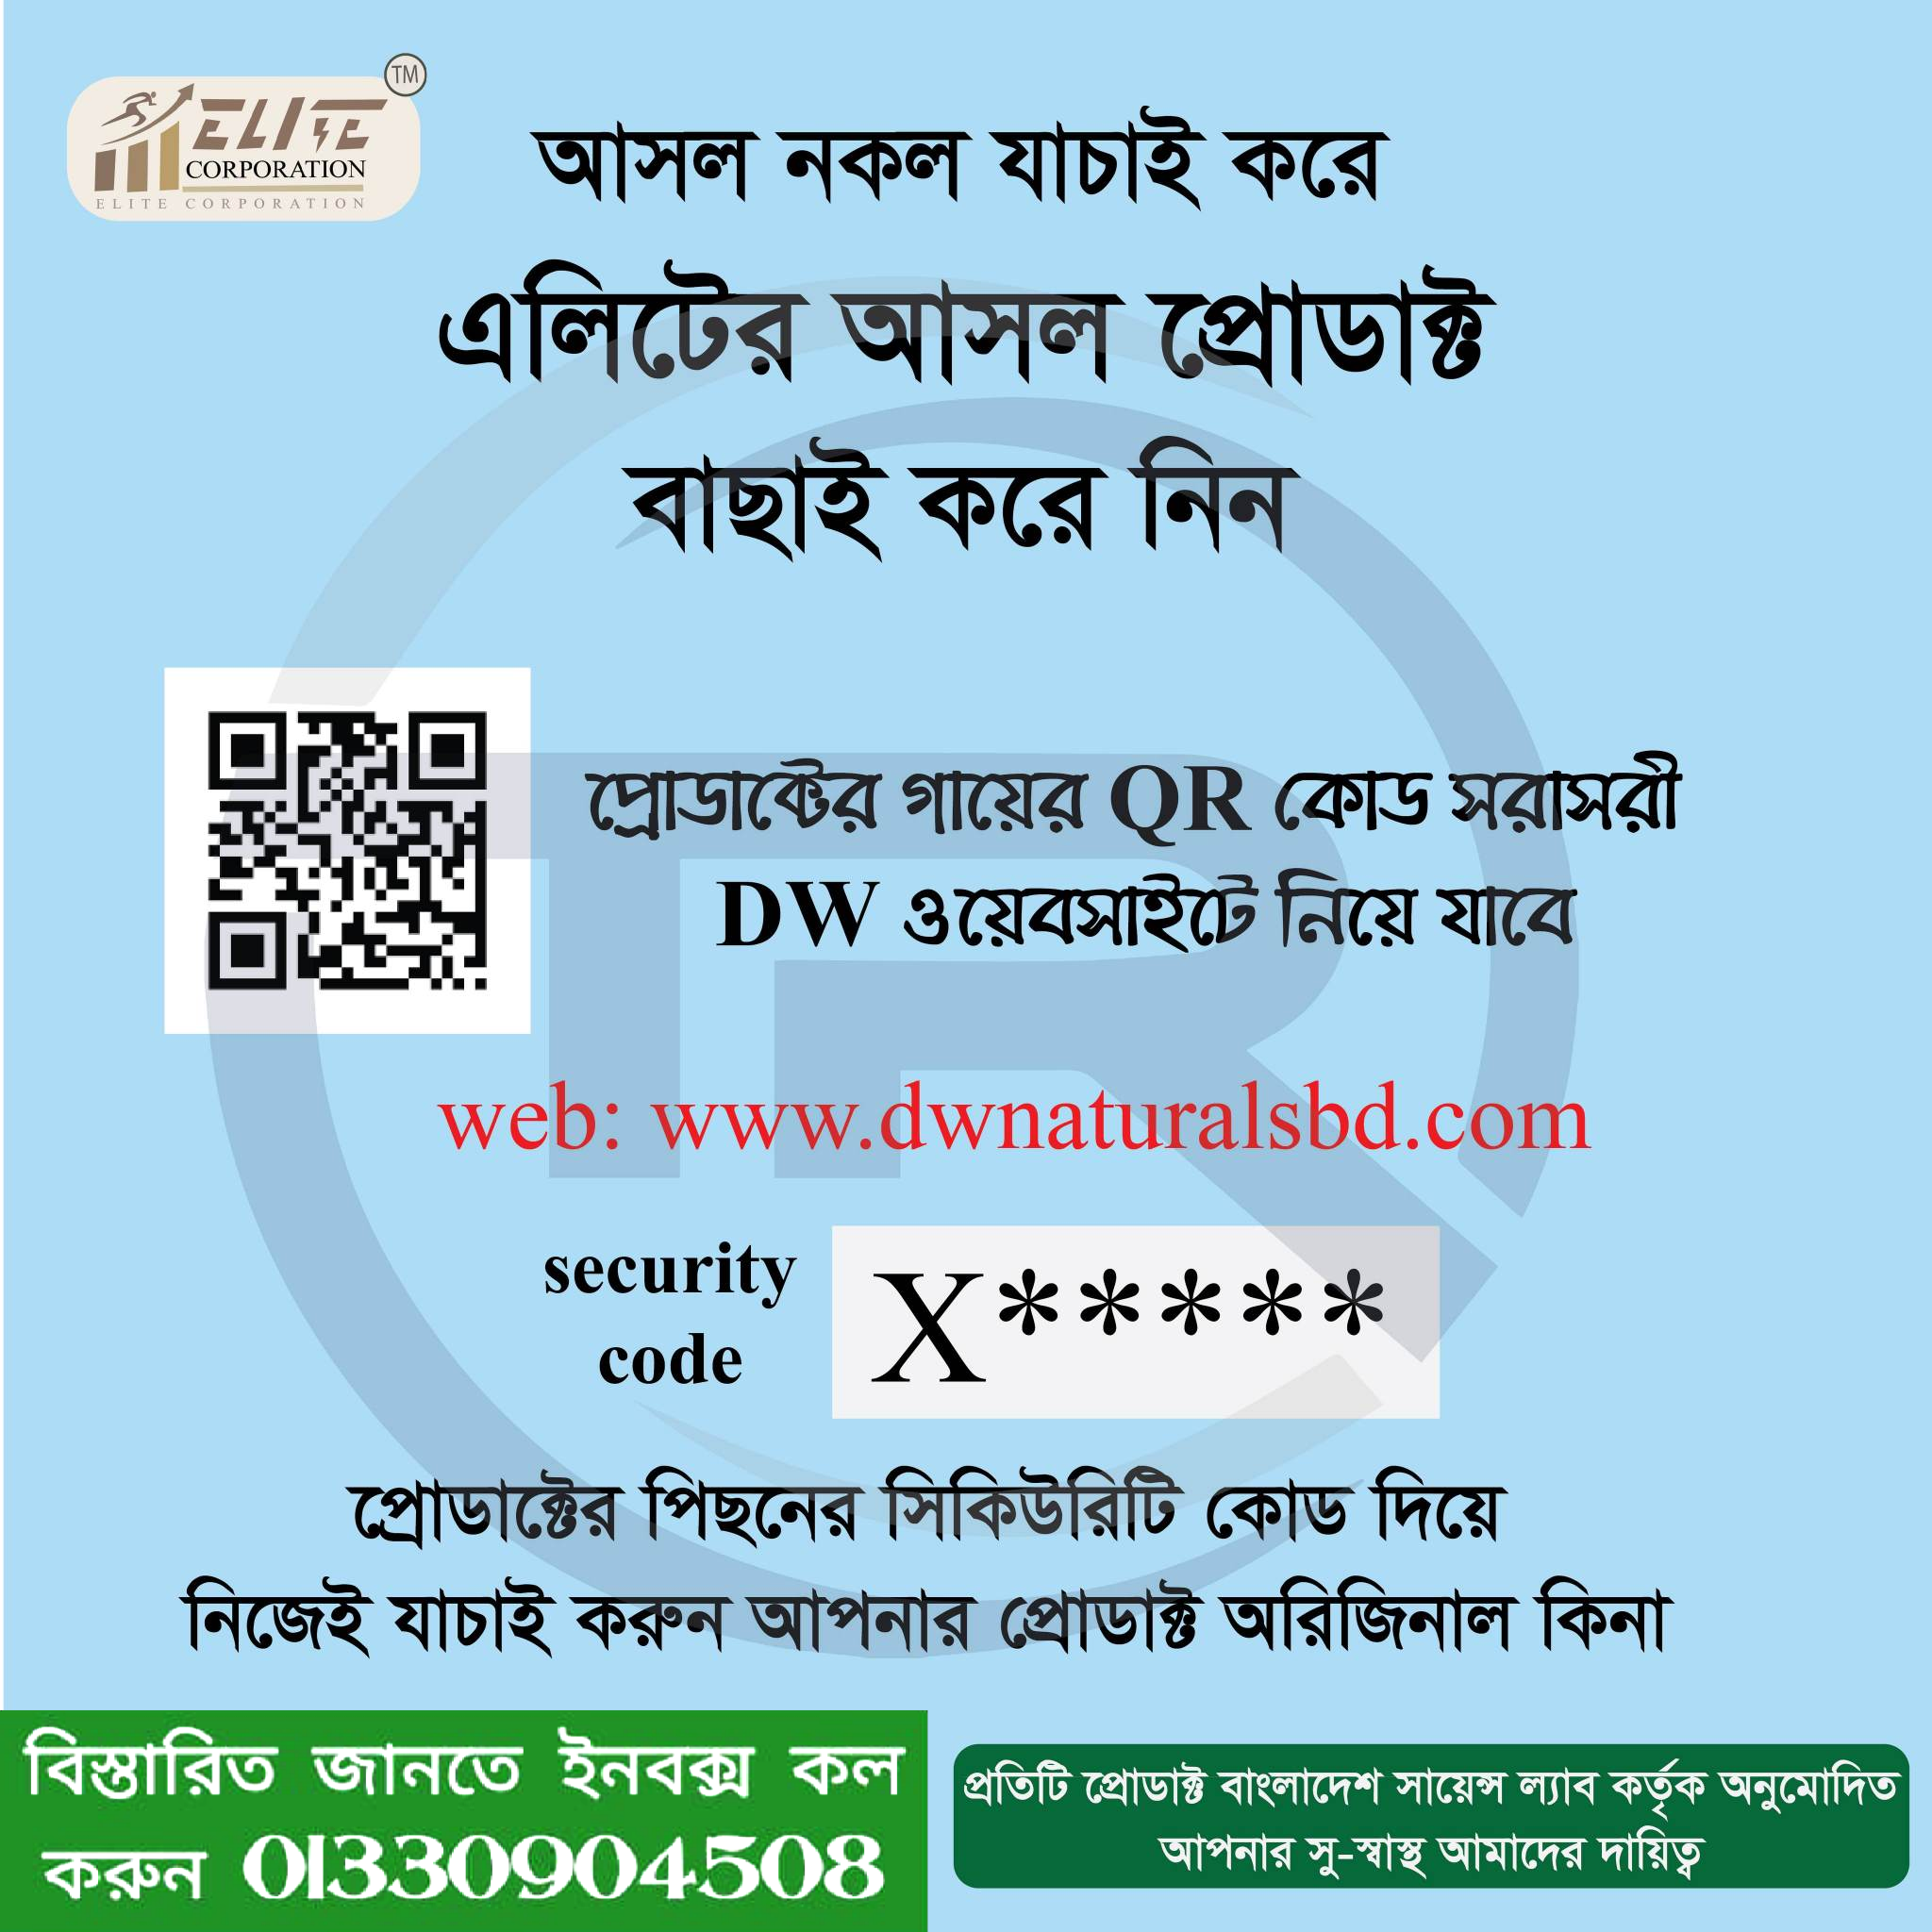 ELITE
CORPORATION
ELITE CORPORATION
TM
আসল নকল যাচাই করে
এলিটের আসল প্রোডাক্ট
বাছাই করে নিন
প্রোডাক্টের গায়ের QR কোড সরাসরী
DW ওয়েবসাইটে নিয়ে যাবে
web: www.dwnaturalsbd.com
security
code
X*****
প্রোডাক্টের পিছনের সিকিউরিটি কোড দিয়ে
নিজেই যাচাই করুন আপনার প্রোডাক্ট অরিজিনাল কিনা
বিস্তারিত জানতে ইনবক্স কল
করুন 01330904508
প্রতিটি প্রোডাক্ট বাংলাদেশ সায়েন্স ল্যাব কর্তৃক অনুমোদিত
আপনার সু-স্বাস্থ আমাদের দায়িত্ব
TR